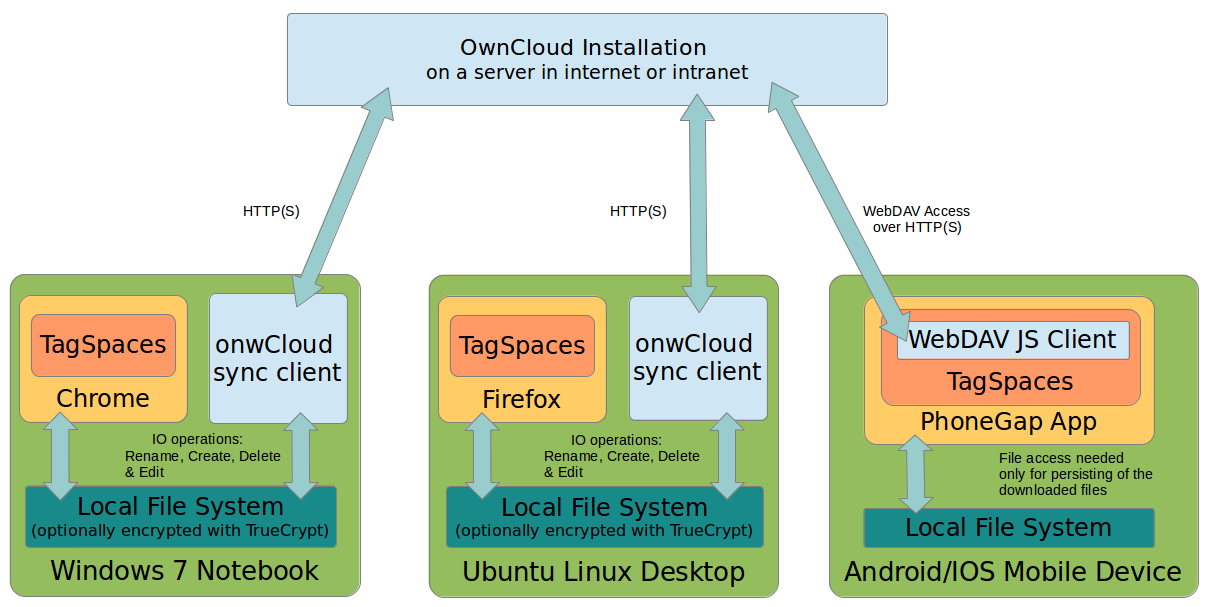 OwnCloud Installation
on a server in internet or intranet
HTTP(S)
HTTP(S)
WebDAV Access
over HTTP(S)
TagSpaces
Chrome
onwCloud
sync client
IO operations:
Rename, Create, Delete
& Edit
Local File System
(optionally encrypted with TrueCrypt)
Windows 7 Notebook
TagSpaces
Firefox
onwCloud
sync client
IO operations:
Rename, Create, Delete
& Edit
Local File System
(optionally encrypted with TrueCrypt)
Ubuntu Linux Desktop
WebDAV JS Client
TagSpaces
PhoneGap App
File access needed
only for persisting of the
downloaded files
Local File System
Android/IOS Mobile Device